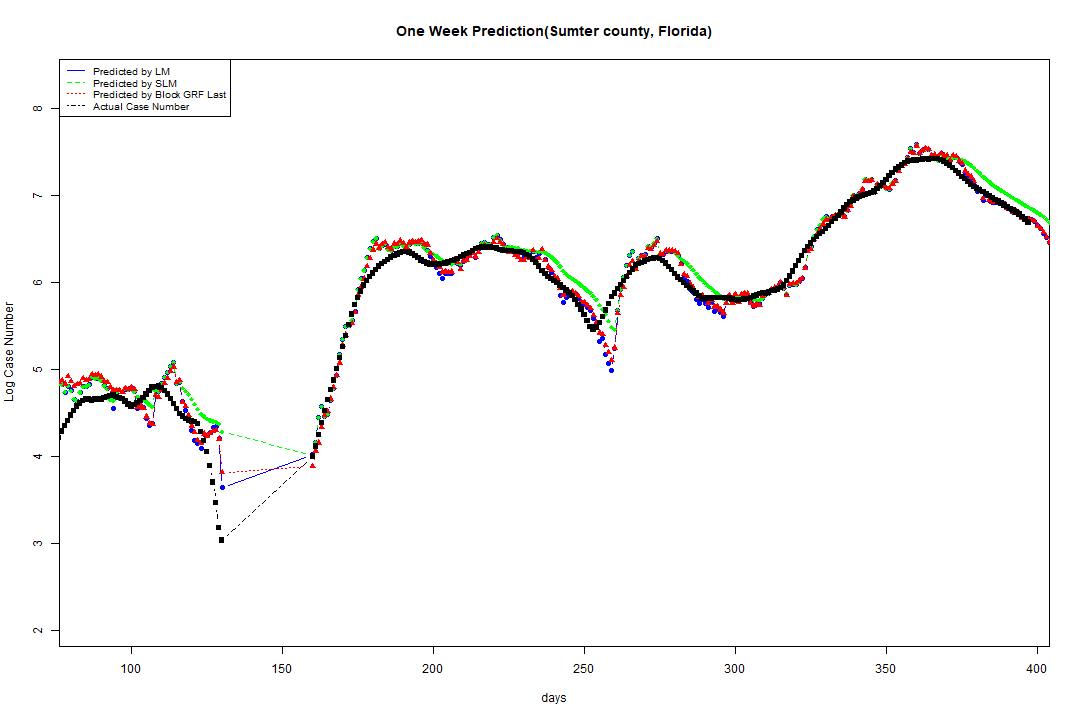 One Week Prediction(Sumter county, Florida)
Predicted by LM
Predicted by SLM
Predicted by Block GRF Last
Actual Case Number
8
7
6
5
4
3
2
Log Case Number
100 150 200 250 300 350 400
days